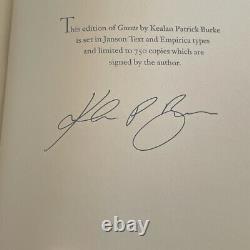 This edition of Guests by Kealan Patrick Burke
is set in Janson Text and Empirica types
and limited to 750 copies which are
signed by the author.
K P B